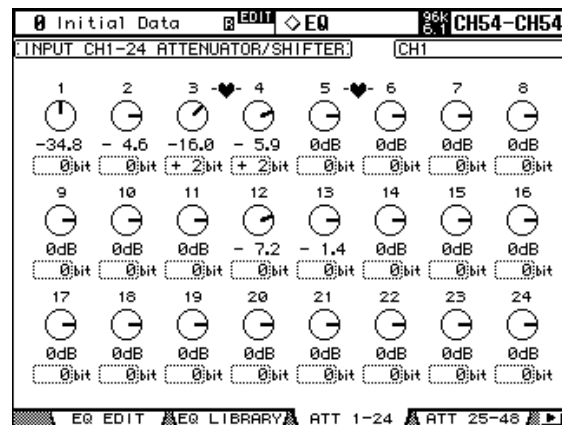 0 Initial Data R EDIT ◇EQ 96k 6.1 CH54-CH54
INPUT CH1-24 ATTENUATOR/SHIFTER CH1
1 2 3 -♥- 4 5 -♥- 6 7 8
-34.8 - 4.6 -16.0 - 5.9 0dB 0dB 0dB 0dB
0bit 0bit + 2bit + 2bit 0bit 0bit 0bit 0bit
9 10 11 12 13 14 15 16
0dB 0dB 0dB - 7.2 - 1.4 0dB 0dB 0dB
0bit 0bit 0bit 0bit 0bit 0bit 0bit 0bit
17 18 19 20 21 22 23 24
0dB 0dB 0dB 0dB 0dB 0dB 0dB 0dB
0bit 0bit 0bit 0bit 0bit 0bit 0bit 0bit
EQ EDIT EQ LIBRARY ATT 1-24 ATT 25-48